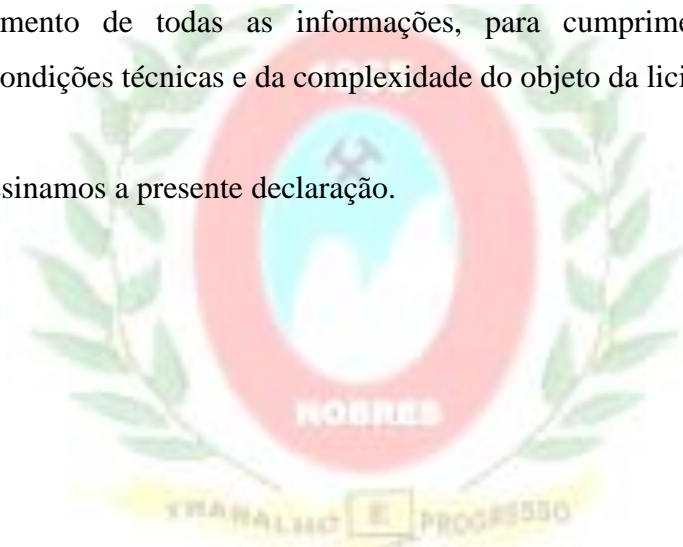 mento de todas as informações, para cumprime
ondições técnicas e da complexidade do objeto da lici
ssinamos a presente declaração.
NOBRES
TRABALHO E PROGRESSO